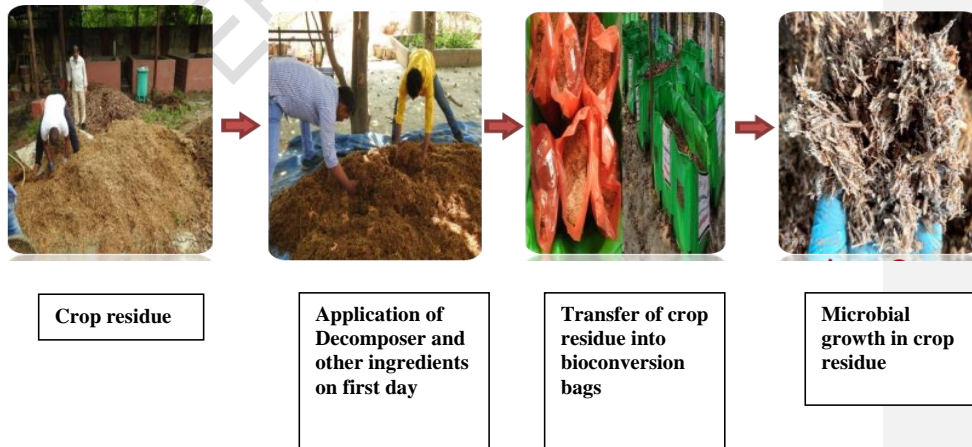 Crop residue
Application of
Decomposer and
other ingredients
on first day
Transfer of crop
residue into
bioconversion
bags
Microbial
growth in crop
residue